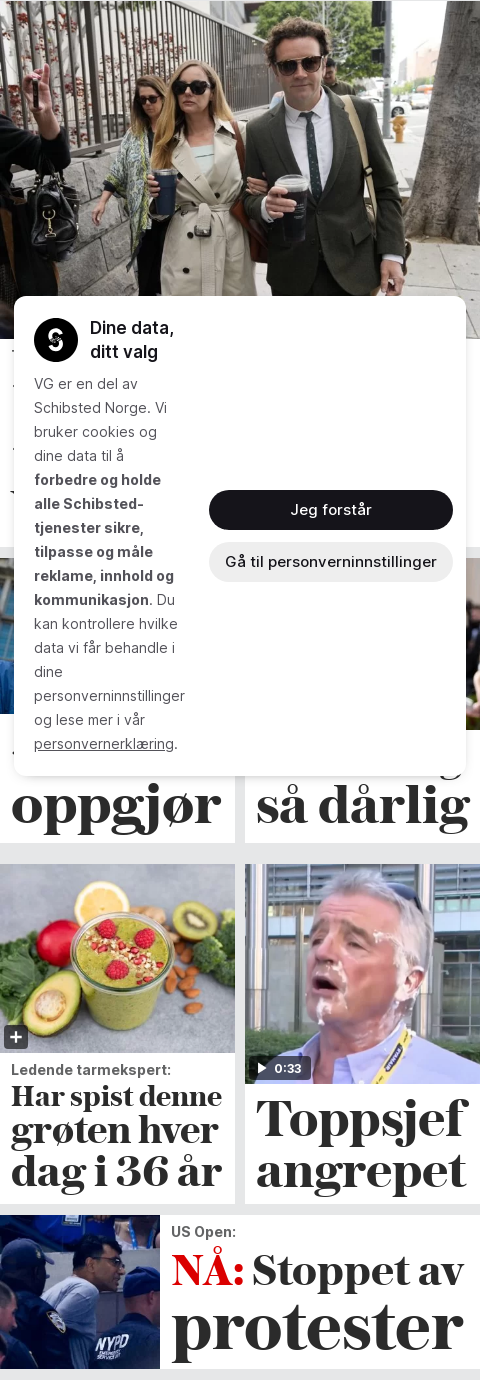 Dine data,
ditt valg
VG er en del av
Schibsted Norge. Vi
bruker cookies og
dine data til å
forbedre og holde
alle Schibsted-
tjenester sikre,
tilpasse og måle
reklame, innhold og
kommunikasjon. Du
kan kontrollere hvilke
data vi får behandle i
dine
personverninnstillinger
og lese mer i vår
personvernerklæring.
Jeg forstår
Gå til personverninnstillinger
oppgjør
så dårlig
Ledende tarmekspert:
Har spist denne
grøten hver
dag i 36 år
0:33
Toppsjef
angrepet
US Open:
NÅ: Stoppet av
protester
NYPD